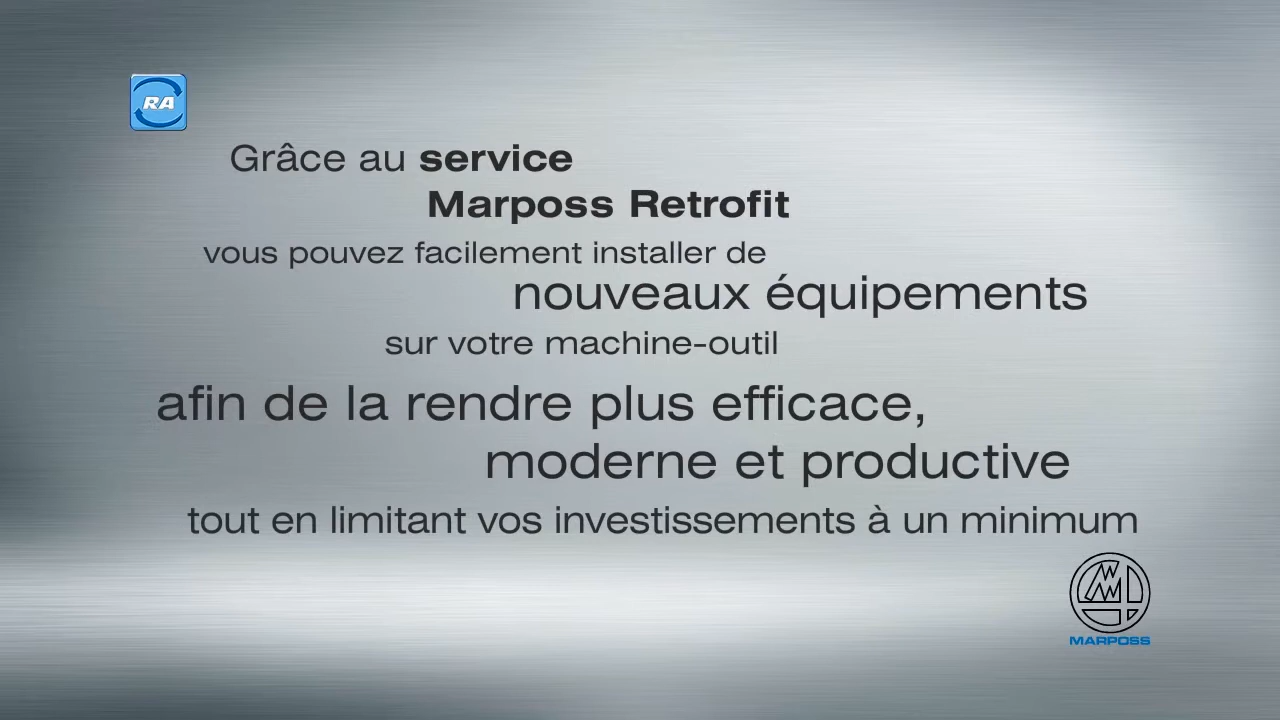 RA
Grâce au service
Marposs Retrofit
vous pouvez facilement installer de
nouveaux équipements
sur votre machine-outil
afin de la rendre plus efficace,
moderne et productive
tout en limitant vos investissements à un minimum
MARPOSS